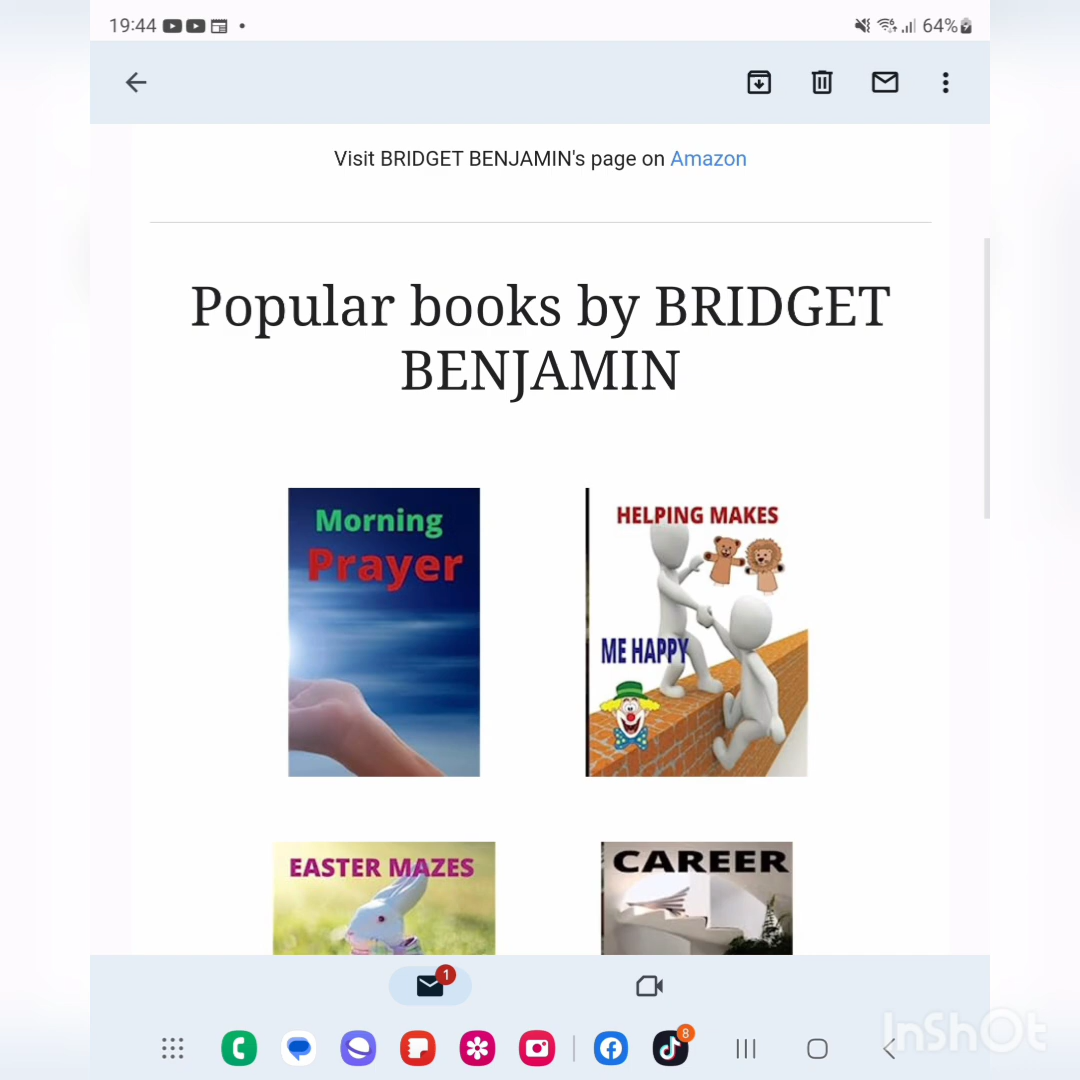 19:44
64%
Visit BRIDGET BENJAMIN's page on Amazon
Popular books by BRIDGET
BENJAMIN
Morning
Prayer
HELPING MAKES
ME HAPPY
EASTER MAZES
CAREER
1
8
InShOt